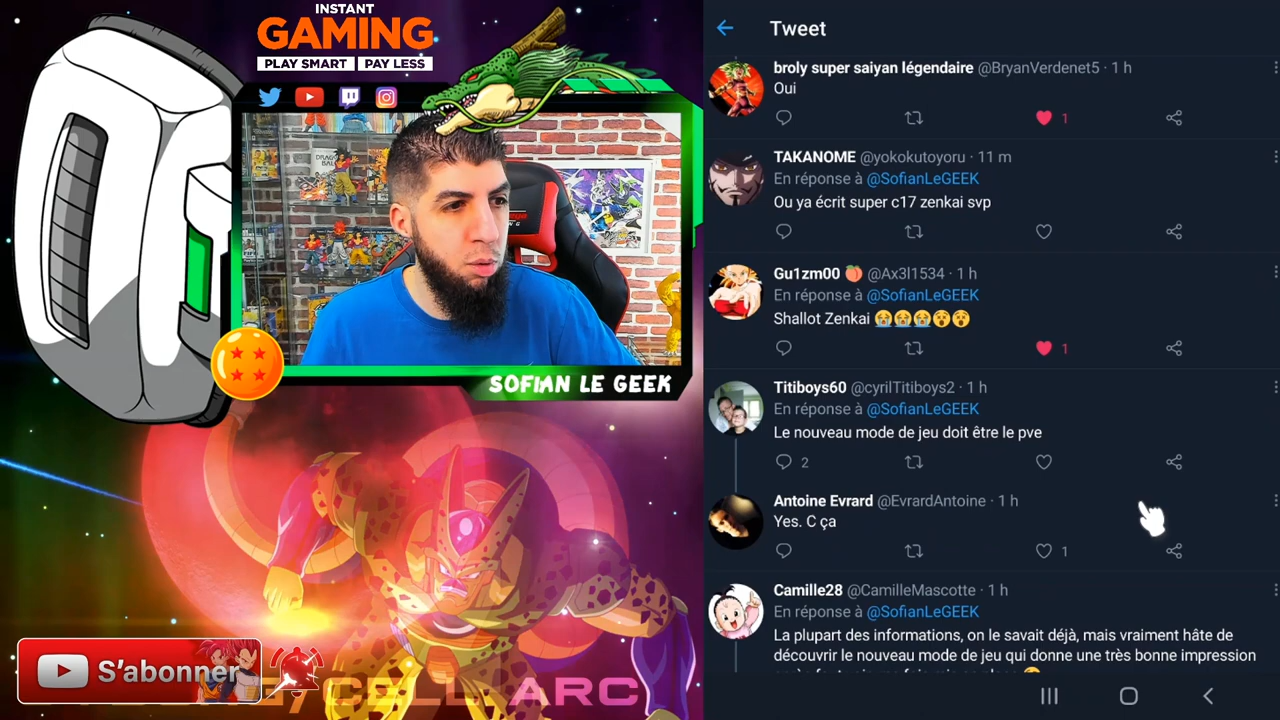 INSTANT
GAMING
PLAY SMART PAY LESS
SOFIAN LE GEEK
S'abonner
CELL ARC
Tweet
broly super saiyan légendaire @BryanVerdenet5 · 1 h
Oui
1
TAKANOME @yokokutoyoru · 11 m
En réponse à @SofianLeGEEK
Ou ya écrit super c17 zenkai svp
Gu1zm00 🍑 @Ax3l1534 · 1 h
En réponse à @SofianLeGEEK
Shallot Zenkai 😭😭😭😵😵
1
Titiboys60 @cyrilTitiboys2 · 1 h
En réponse à @SofianLeGEEK
Le nouveau mode de jeu doit être le pve
2
Antoine Evrard @EvrardAntoine · 1 h
Yes. C ça
1
Camille28 @CamilleMascotte · 1 h
En réponse à @SofianLeGEEK
La plupart des informations, on le savait déjà, mais vraiment hâte de
découvrir le nouveau mode de jeu qui donne une très bonne impression